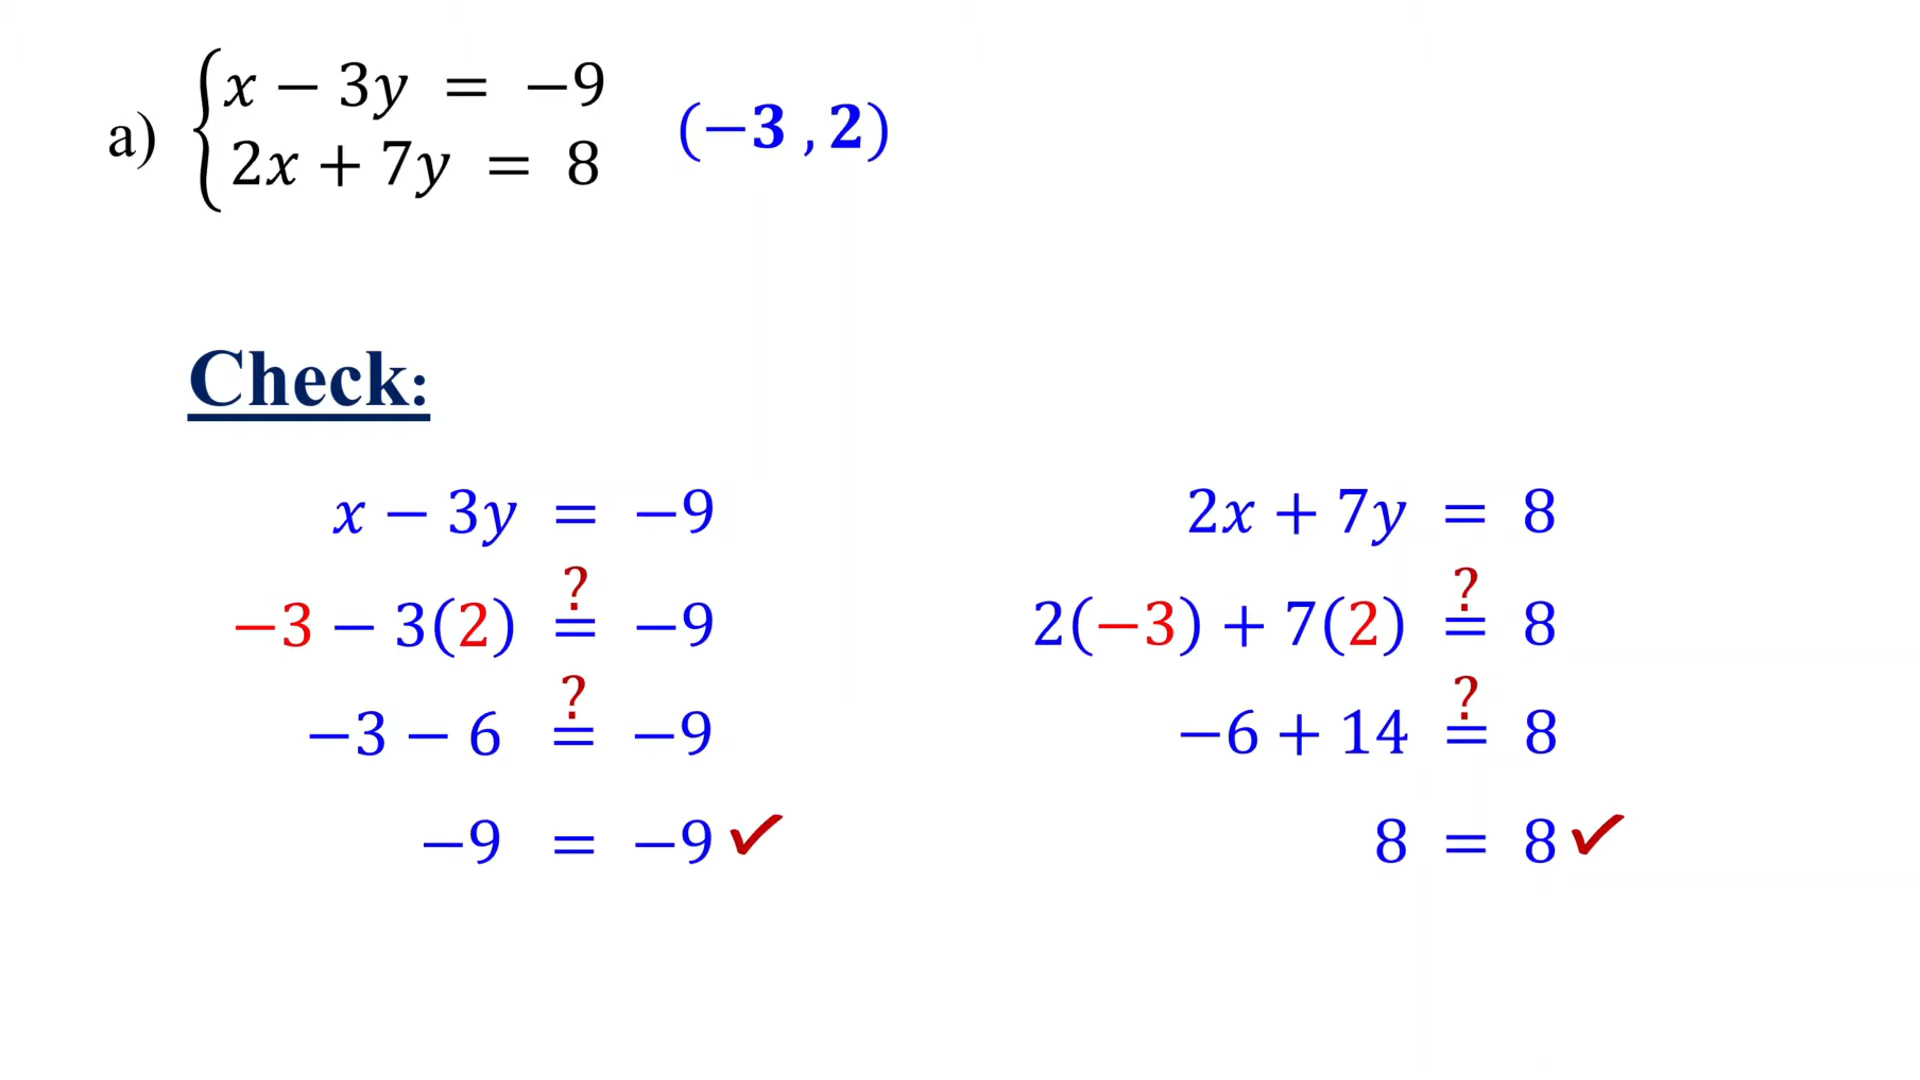 a) x − 3y = −9
2x + 7y = 8
(−3 , 2)
Check:
x − 3y = −9
−3 − 3(2) ≟ −9
−3 − 6 ≟ −9
−9 = −9 ✓
2x + 7y = 8
2(−3) + 7(2) ≟ 8
−6 + 14 ≟ 8
8 = 8 ✓